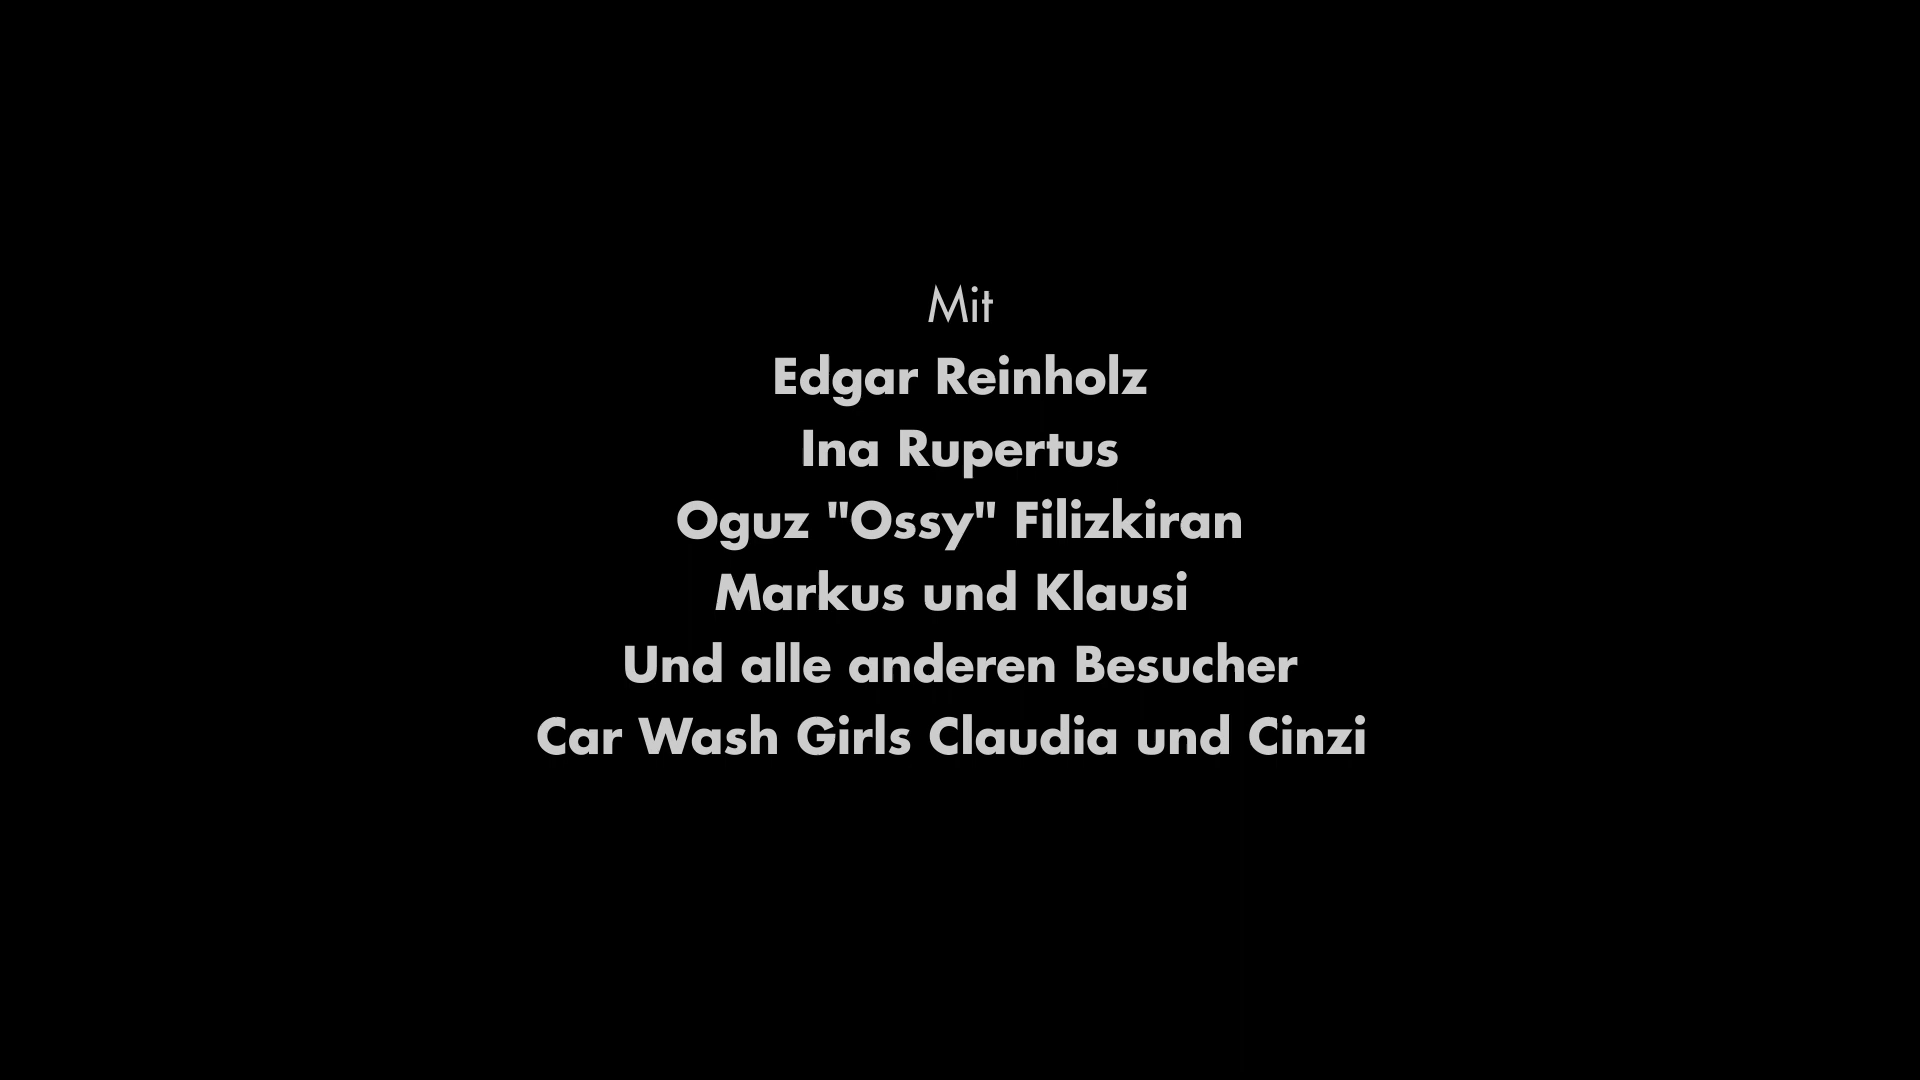 Mit
Edgar Reinholz
Ina Rupertus
Oguz "Ossy" Filizkiran
Markus und Klausi
Und alle anderen Besucher
Car Wash Girls Claudia und Cinzi